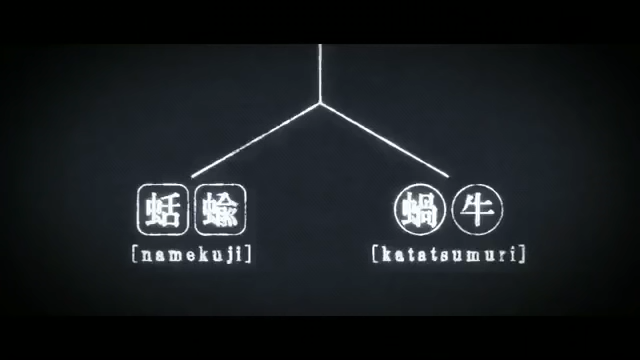 蛞蝓 蝸牛
[namekuji] [katatsumuri]